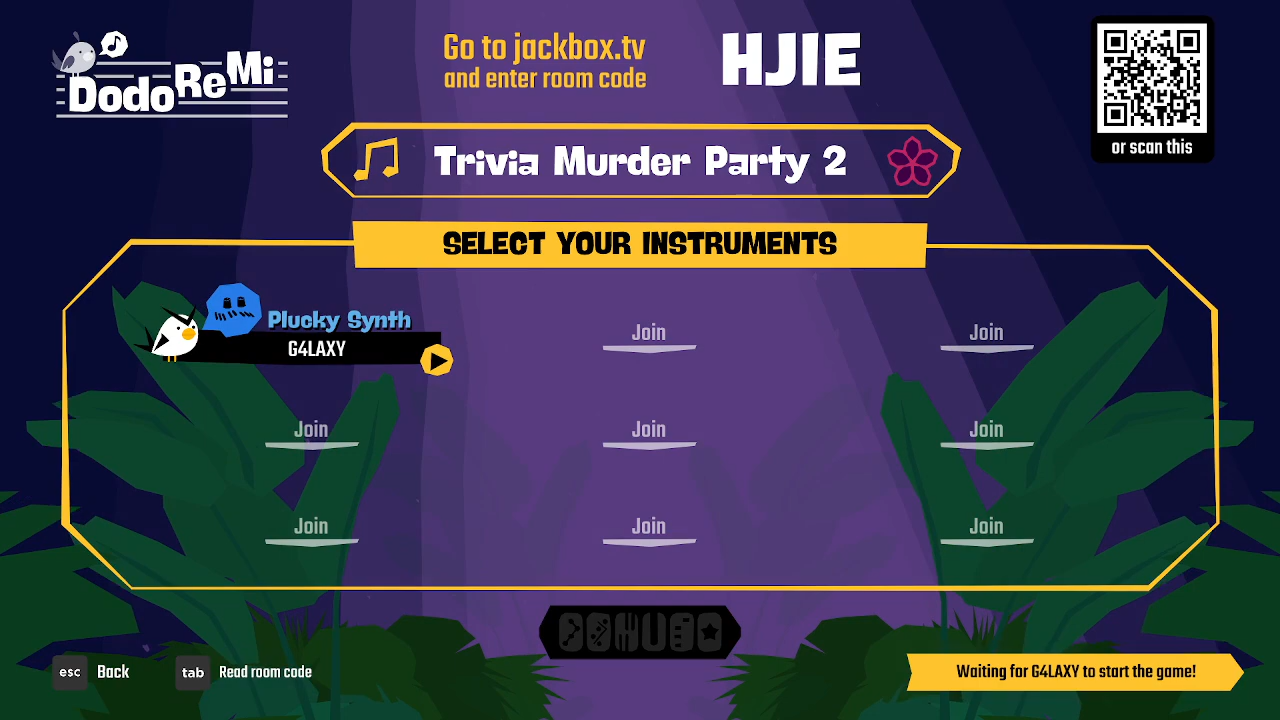 DodoReMi
Go to jackbox.tv
and enter room code
HJIE
or scan this
Trivia Murder Party 2
SELECT YOUR INSTRUMENTS
Plucky Synth
G4LAXY
Join
Join
Join
Join
Join
Join
Join
Join
esc Back
tab Read room code
Waiting for G4LAXY to start the game!